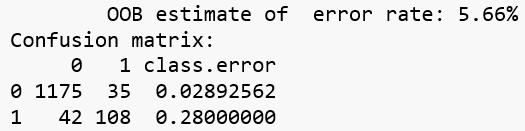 OOB estimate of  error rate: 5.66%
Confusion matrix:
0 1 class.error
0 1175 35 0.02892562
1 42 108 0.28000000